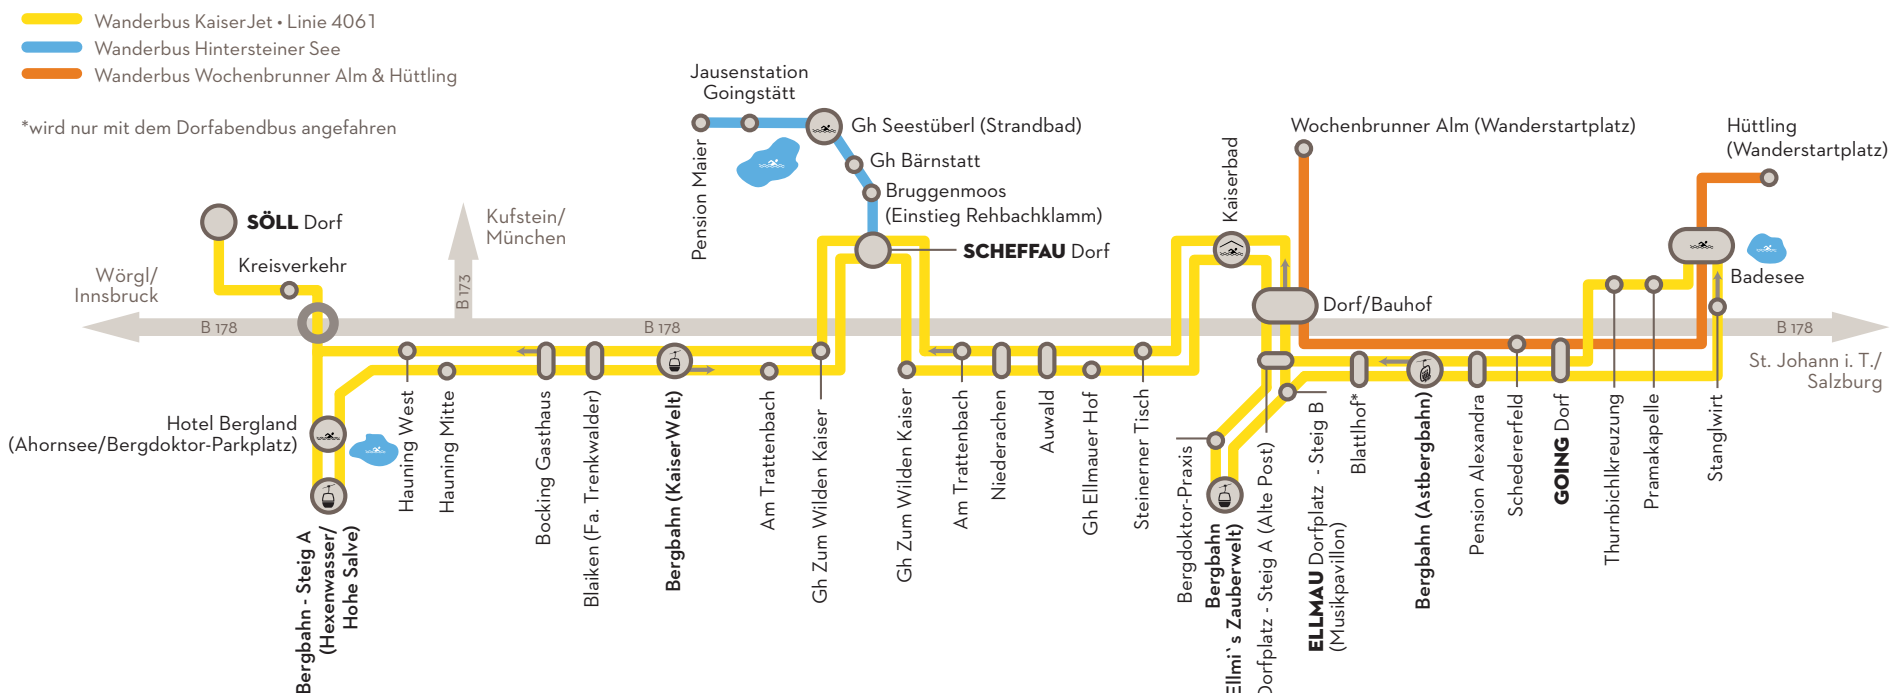 Wanderbus KaiserJet • Linie 4061
Wanderbus Hintersteiner See
Wanderbus Wochenbrunner Alm & Hüttling
*wird nur mit dem Dorfabendbus angefahren
Jausenstation
Goingstätt
Pension Maier
Gh Seestüberl (Strandbad)
Gh Bärnstatt
Bruggenmoos
(Einstieg Rehbachklamm)
SCHEFFAU Dorf
Kaiserbad
Wochenbrunner Alm (Wanderstartplatz)
Hüttling
(Wanderstartplatz)
Badesee
Dorf/Bauhof
SÖLL Dorf
Kreisverkehr
Kufstein/
München
B 173
Wörgl/
Innsbruck
B 178
B 178
B 178
St. Johann i. T./
Salzburg
Hotel Bergland
(Ahornsee/Bergdoktor-Parkplatz)
Bergbahn - Steig A
(Hexenwasser/
Hohe Salve)
Hauning West
Hauning Mitte
Bocking Gasthaus
Blaiken (Fa. Trenkwalder)
Bergbahn (KaiserWelt)
Am Trattenbach
Gh Zum Wilden Kaiser
Gh Zum Wilden Kaiser
Am Trattenbach
Niederachen
Auwald
Gh Ellmauer Hof
Steinerner Tisch
Bergdoktor-Praxis
Bergbahn
Ellmi`s Zauberwelt)
Dorfplatz - Steig A (Alte Post)
ELLMAU Dorfplatz - Steig B
(Musikpavillon)
Blattlhof*
Bergbahn (Astbergbahn)
Pension Alexandra
Schedererfeld
GOING Dorf
Thurnbichlkreuzung
Pramakapelle
Stanglwirt